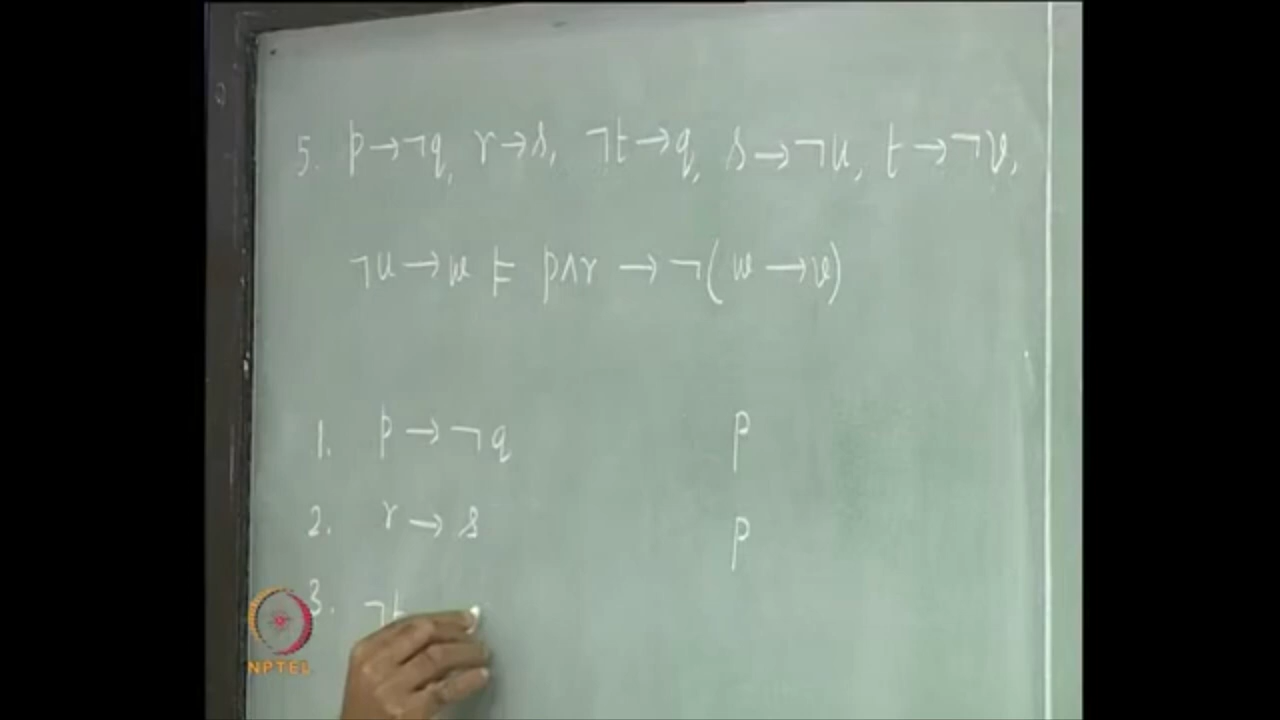 5. p→¬q, r→s, ¬t→q, s→¬u, t→¬v,
¬u→w ⊨ p∧r →¬(w→v)
1. p→¬q P
2. r→s P
3. ¬t
NPTEL